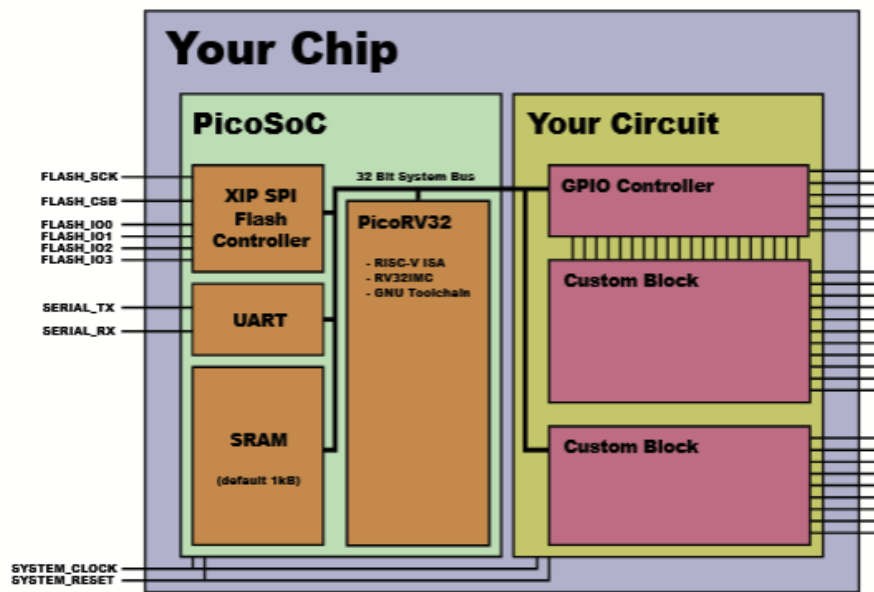 Your Chip
PicoSoC
Your Circuit
FLASH_SCK
FLASH_CSB
FLASH_IO0
FLASH_IO1
FLASH_IO2
FLASH_IO3
XIP SPI
Flash
Controller
32 Bit System Bus
GPIO Controller
PicoRV32
- RISC-V ISA
- RV32IMC
- GNU Toolchain
Custom Block
SERIAL_TX
SERIAL_RX
UART
SRAM
(default 1kB)
Custom Block
SYSTEM_CLOCK
SYSTEM_RESET